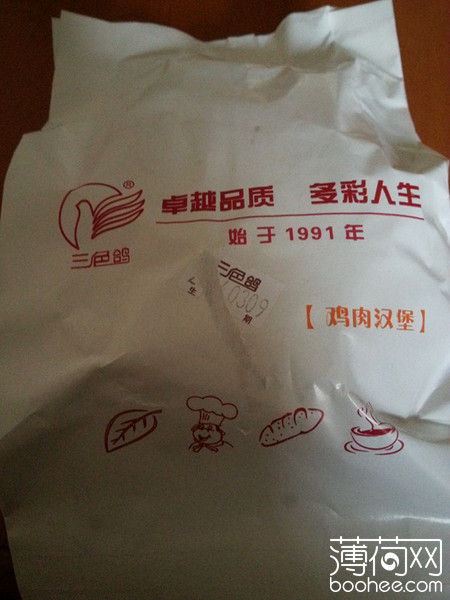 ®
卓越品质 多彩人生
始于1991年
三色鸽
三色鸽
0309
【鸡肉汉堡】
薄荷网
boohee.com